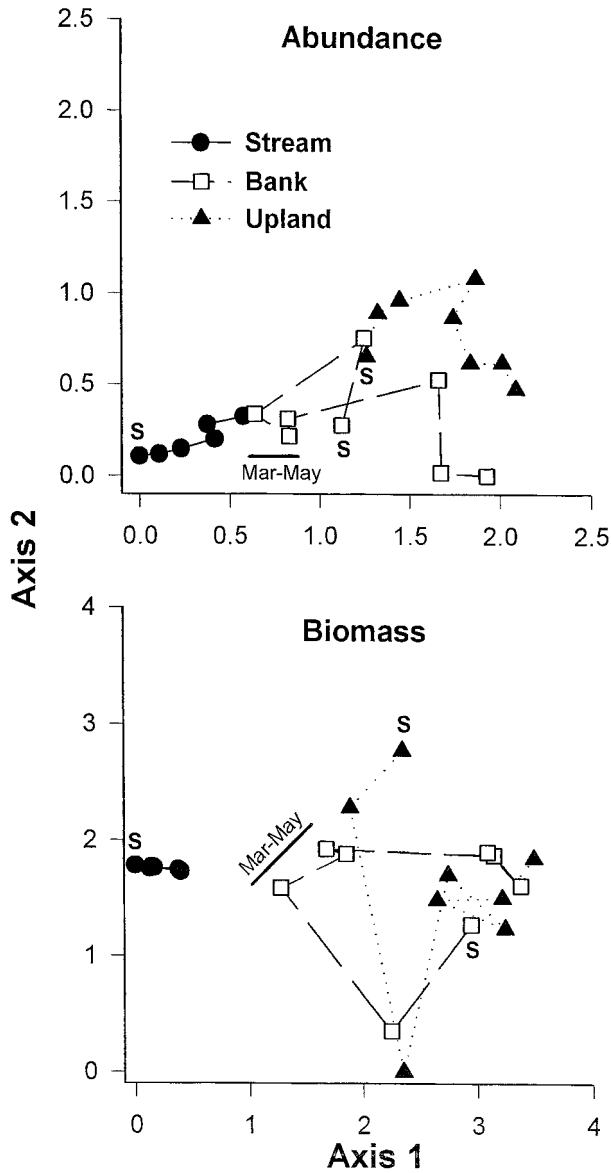 Abundance
2.5
2.0
1.5
1.0
0.5
0.0
Stream
Bank
Upland
S
S
S
Mar-May
0.0 0.5 1.0 1.5 2.0 2.5
Axis 2
Biomass
4
3
2
1
0
S
S
S
Mar-May
0 1 2 3 4
Axis 1